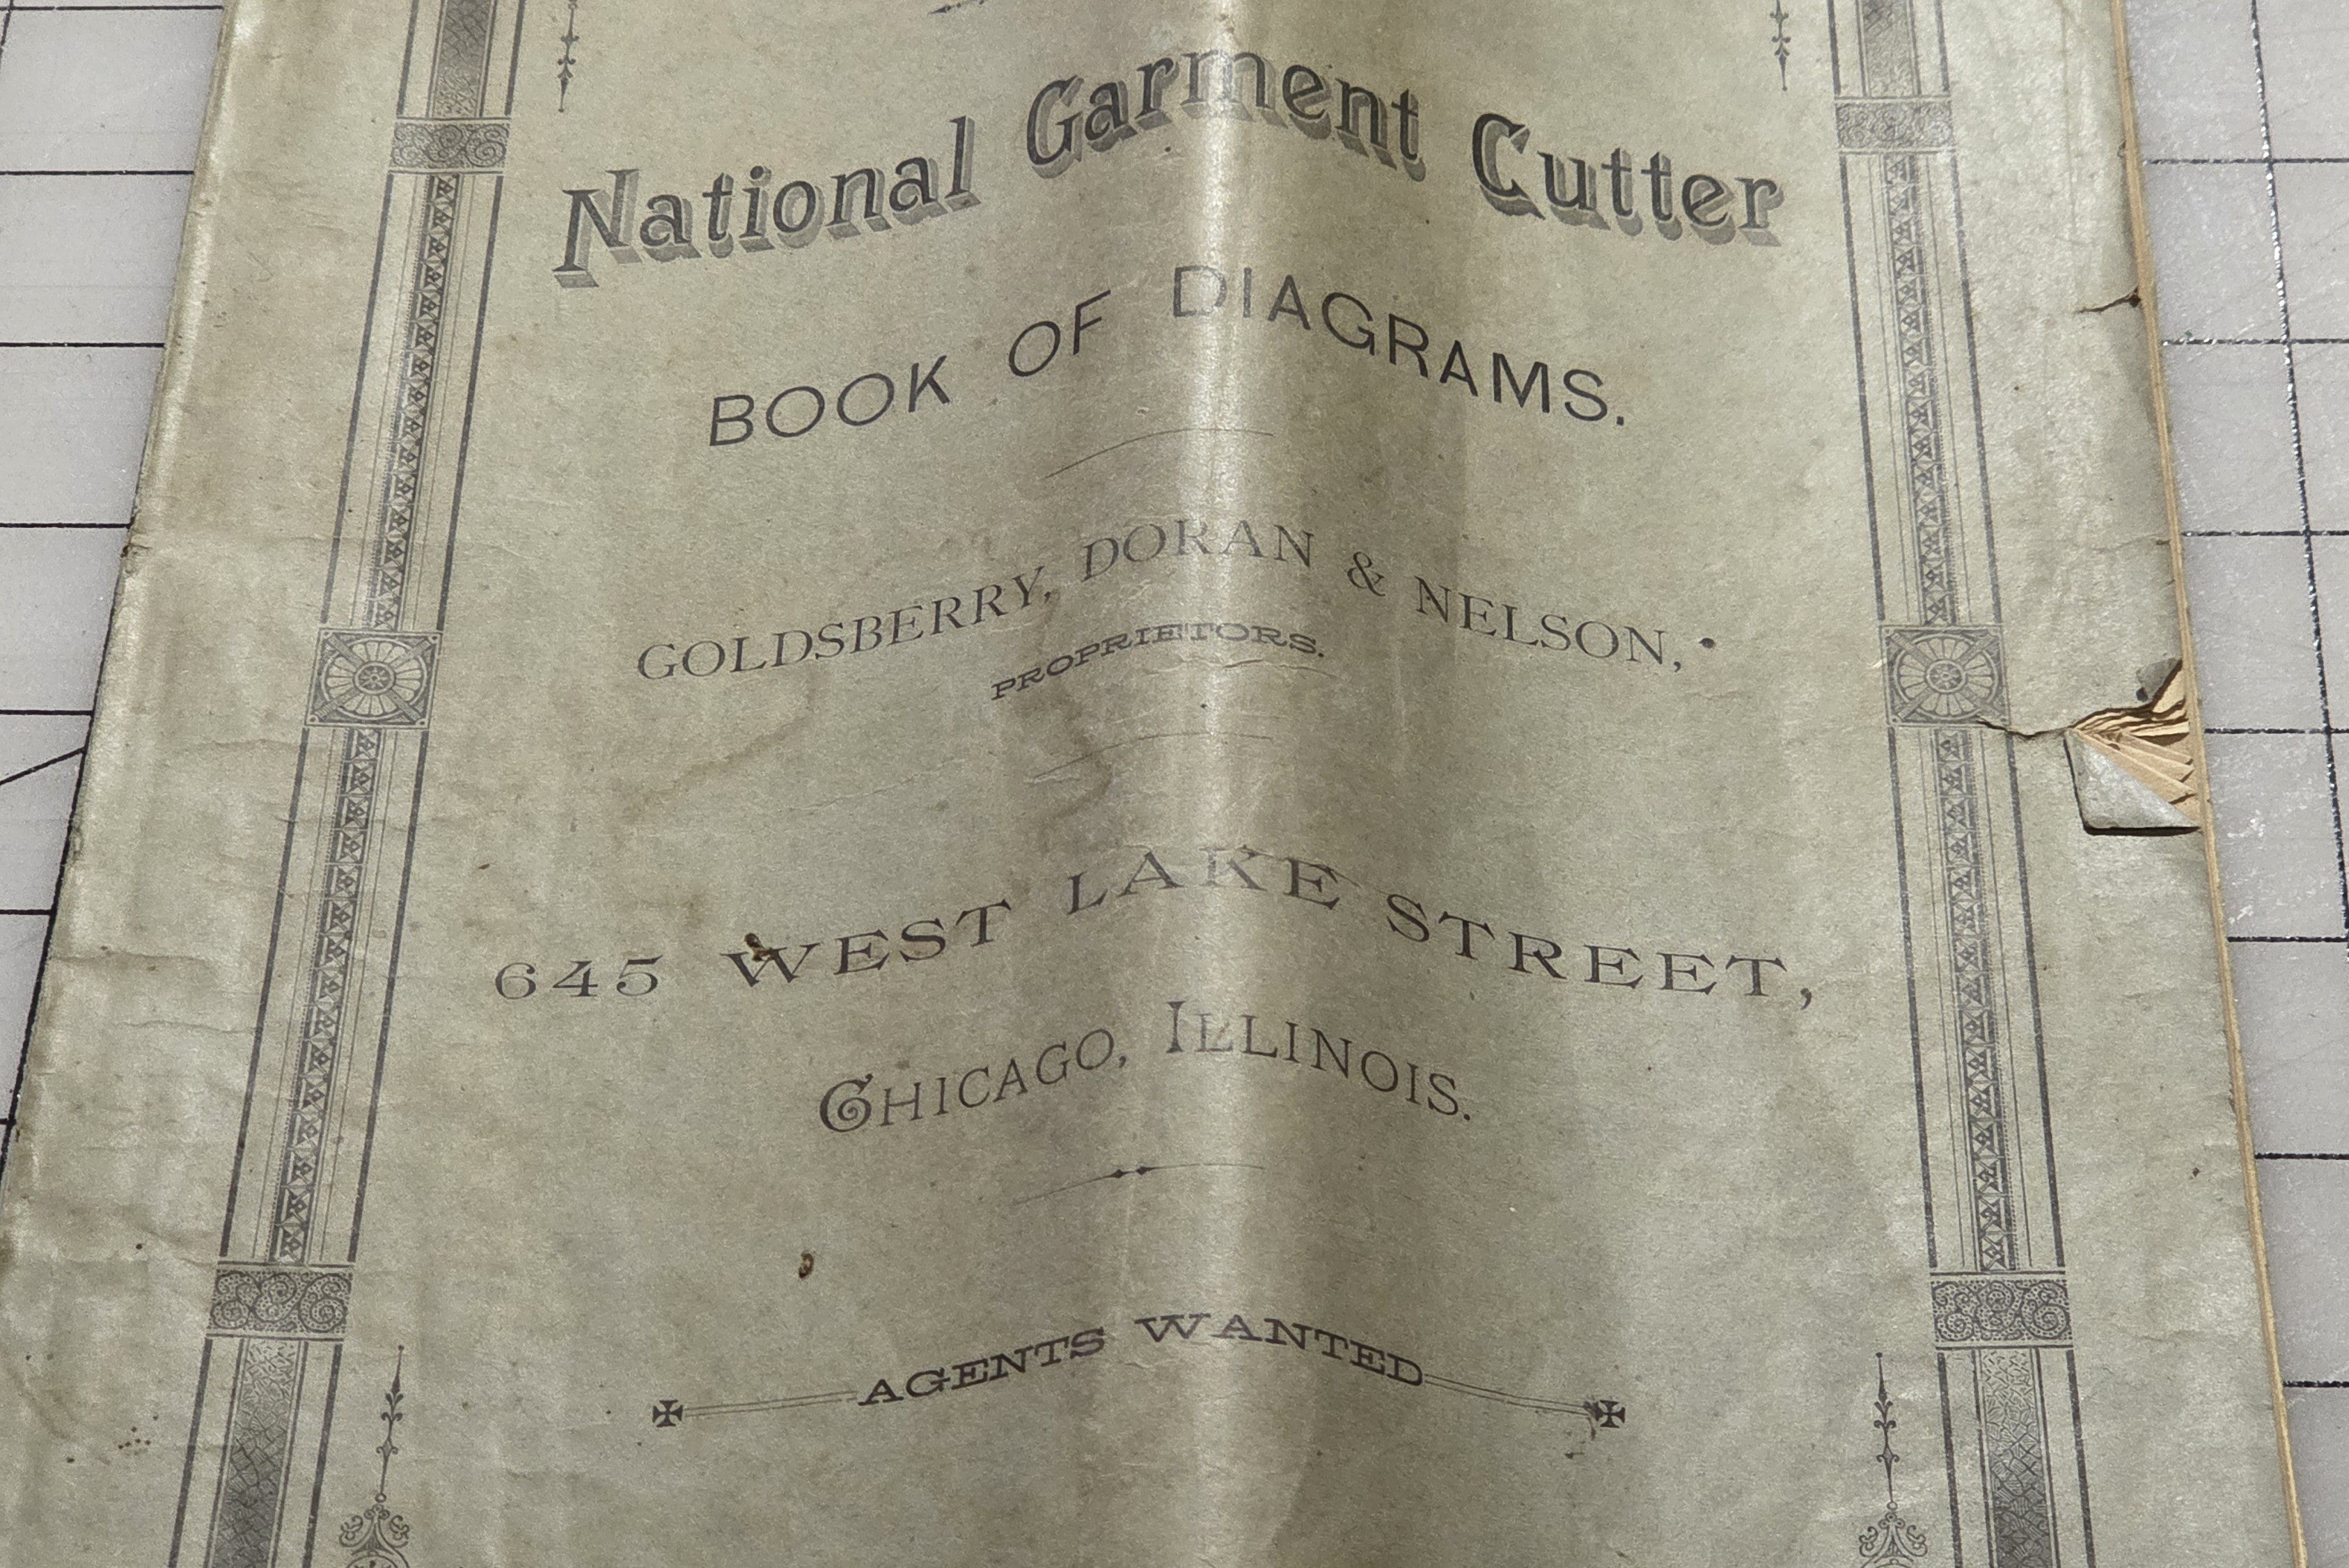 National Garment Cutter
BOOK OF DIAGRAMS.
GOLDSBERRY, DORAN & NELSON,
PROPRIETORS.
645 WEST LAKE STREET,
CHICAGO, ILLINOIS.
AGENTS WANTED